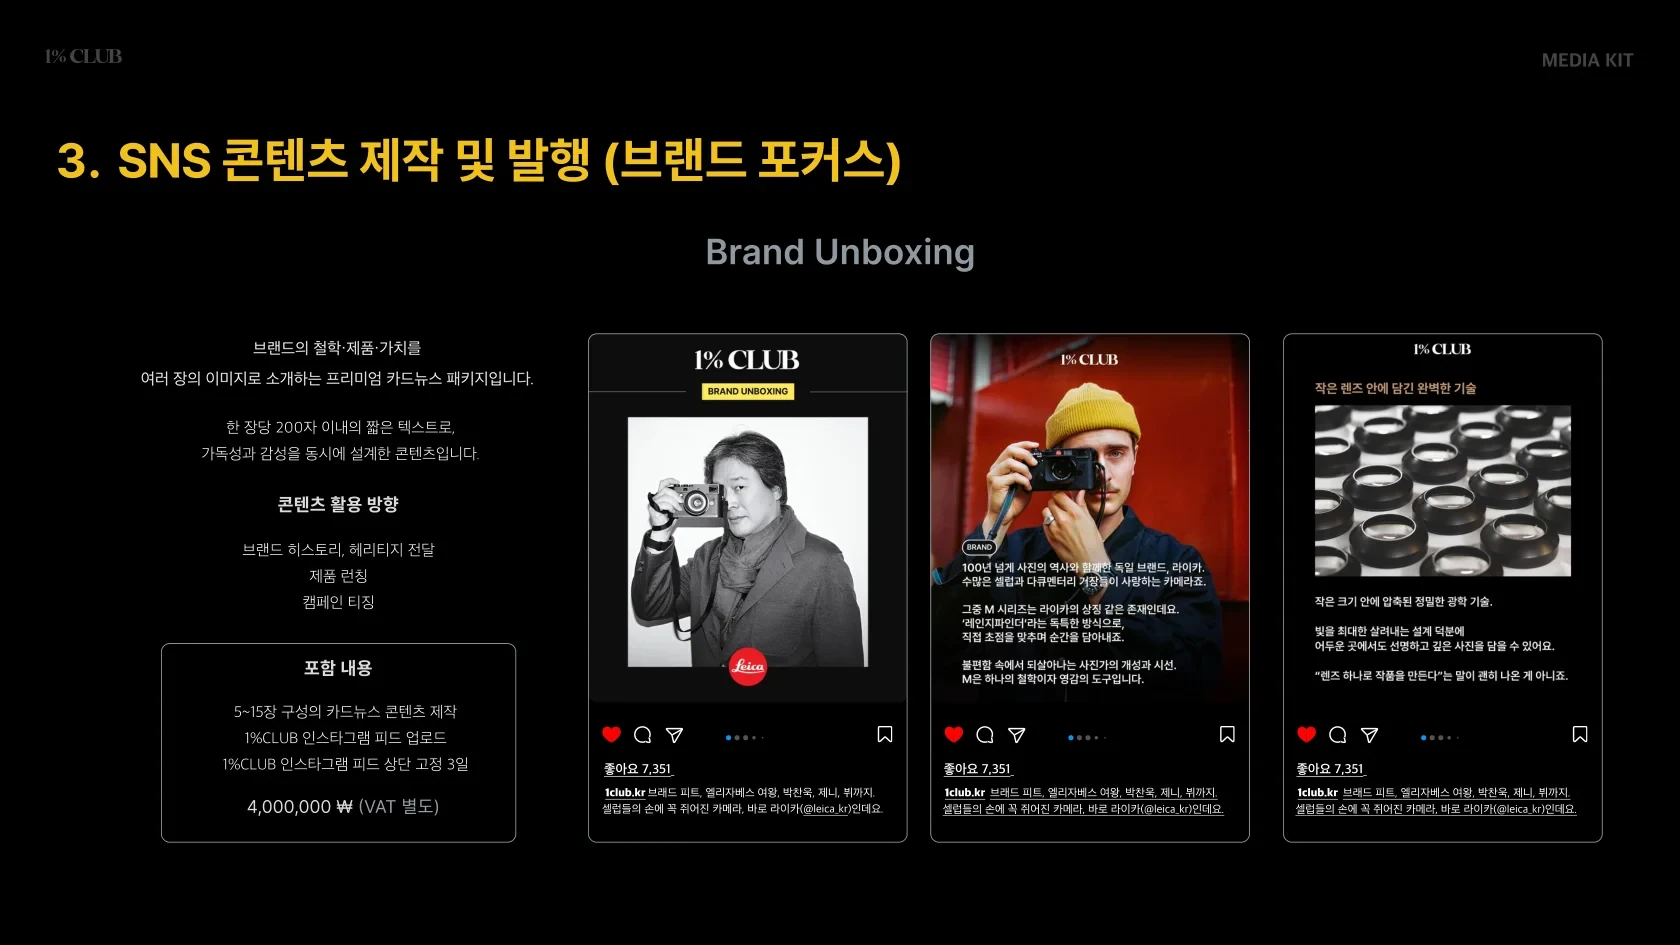 1% CLUB
MEDIA KIT
3. SNS 콘텐츠 제작 및 발행 (브랜드 포커스)
Brand Unboxing
브랜드의 철학·제품·가치를
여러 장의 이미지로 소개하는 프리미엄 카드뉴스 패키지입니다.
한 장당 200자 이내의 짧은 텍스트로,
가독성과 감성을 동시에 설계한 콘텐츠입니다.
콘텐츠 활용 방향
브랜드 히스토리, 헤리티지 전달
제품 런칭
캠페인 티징
포함 내용
5~15장 구성의 카드뉴스 콘텐츠 제작
1%CLUB 인스타그램 피드 업로드
1%CLUB 인스타그램 피드 상단 고정 3일
4,000,000 ₩ (VAT 별도)
1% CLUB
BRAND UNBOXING
Leica
좋아요 7,351
1club.kr 브래드 피트, 엘리자베스 여왕, 박찬욱, 제니, 뷔까지.
셀럽들의 손에 꼭 쥐어진 카메라, 바로 라이카(@leica_kr)인데요.
1% CLUB
BRAND
100년 넘게 사진의 역사와 함께한 독일 브랜드, 라이카.
수많은 셀럽과 다큐멘터리 거장들이 사랑하는 카메라죠.
그중 M 시리즈는 라이카의 상징 같은 존재인데요.
'레인지파인더'라는 독특한 방식으로,
직접 초점을 맞추며 순간을 담아내죠.
불편함 속에서 되살아나는 사진가의 개성과 시선.
M은 하나의 철학이자 영감의 도구입니다.
좋아요 7,351
1club.kr 브래드 피트, 엘리자베스 여왕, 박찬욱, 제니, 뷔까지.
셀럽들의 손에 꼭 쥐어진 카메라, 바로 라이카(@leica_kr)인데요.
1% CLUB
작은 렌즈 안에 담긴 완벽한 기술
작은 크기 안에 압축된 정밀한 광학 기술.
빛을 최대한 살려내는 설계 덕분에
어두운 곳에서도 선명하고 깊은 사진을 담을 수 있어요.
"렌즈 하나로 작품을 만든다"는 말이 괜히 나온 게 아니죠.
좋아요 7,351
1club.kr 브래드 피트, 엘리자베스 여왕, 박찬욱, 제니, 뷔까지.
셀럽들의 손에 꼭 쥐어진 카메라, 바로 라이카(@leica_kr)인데요.